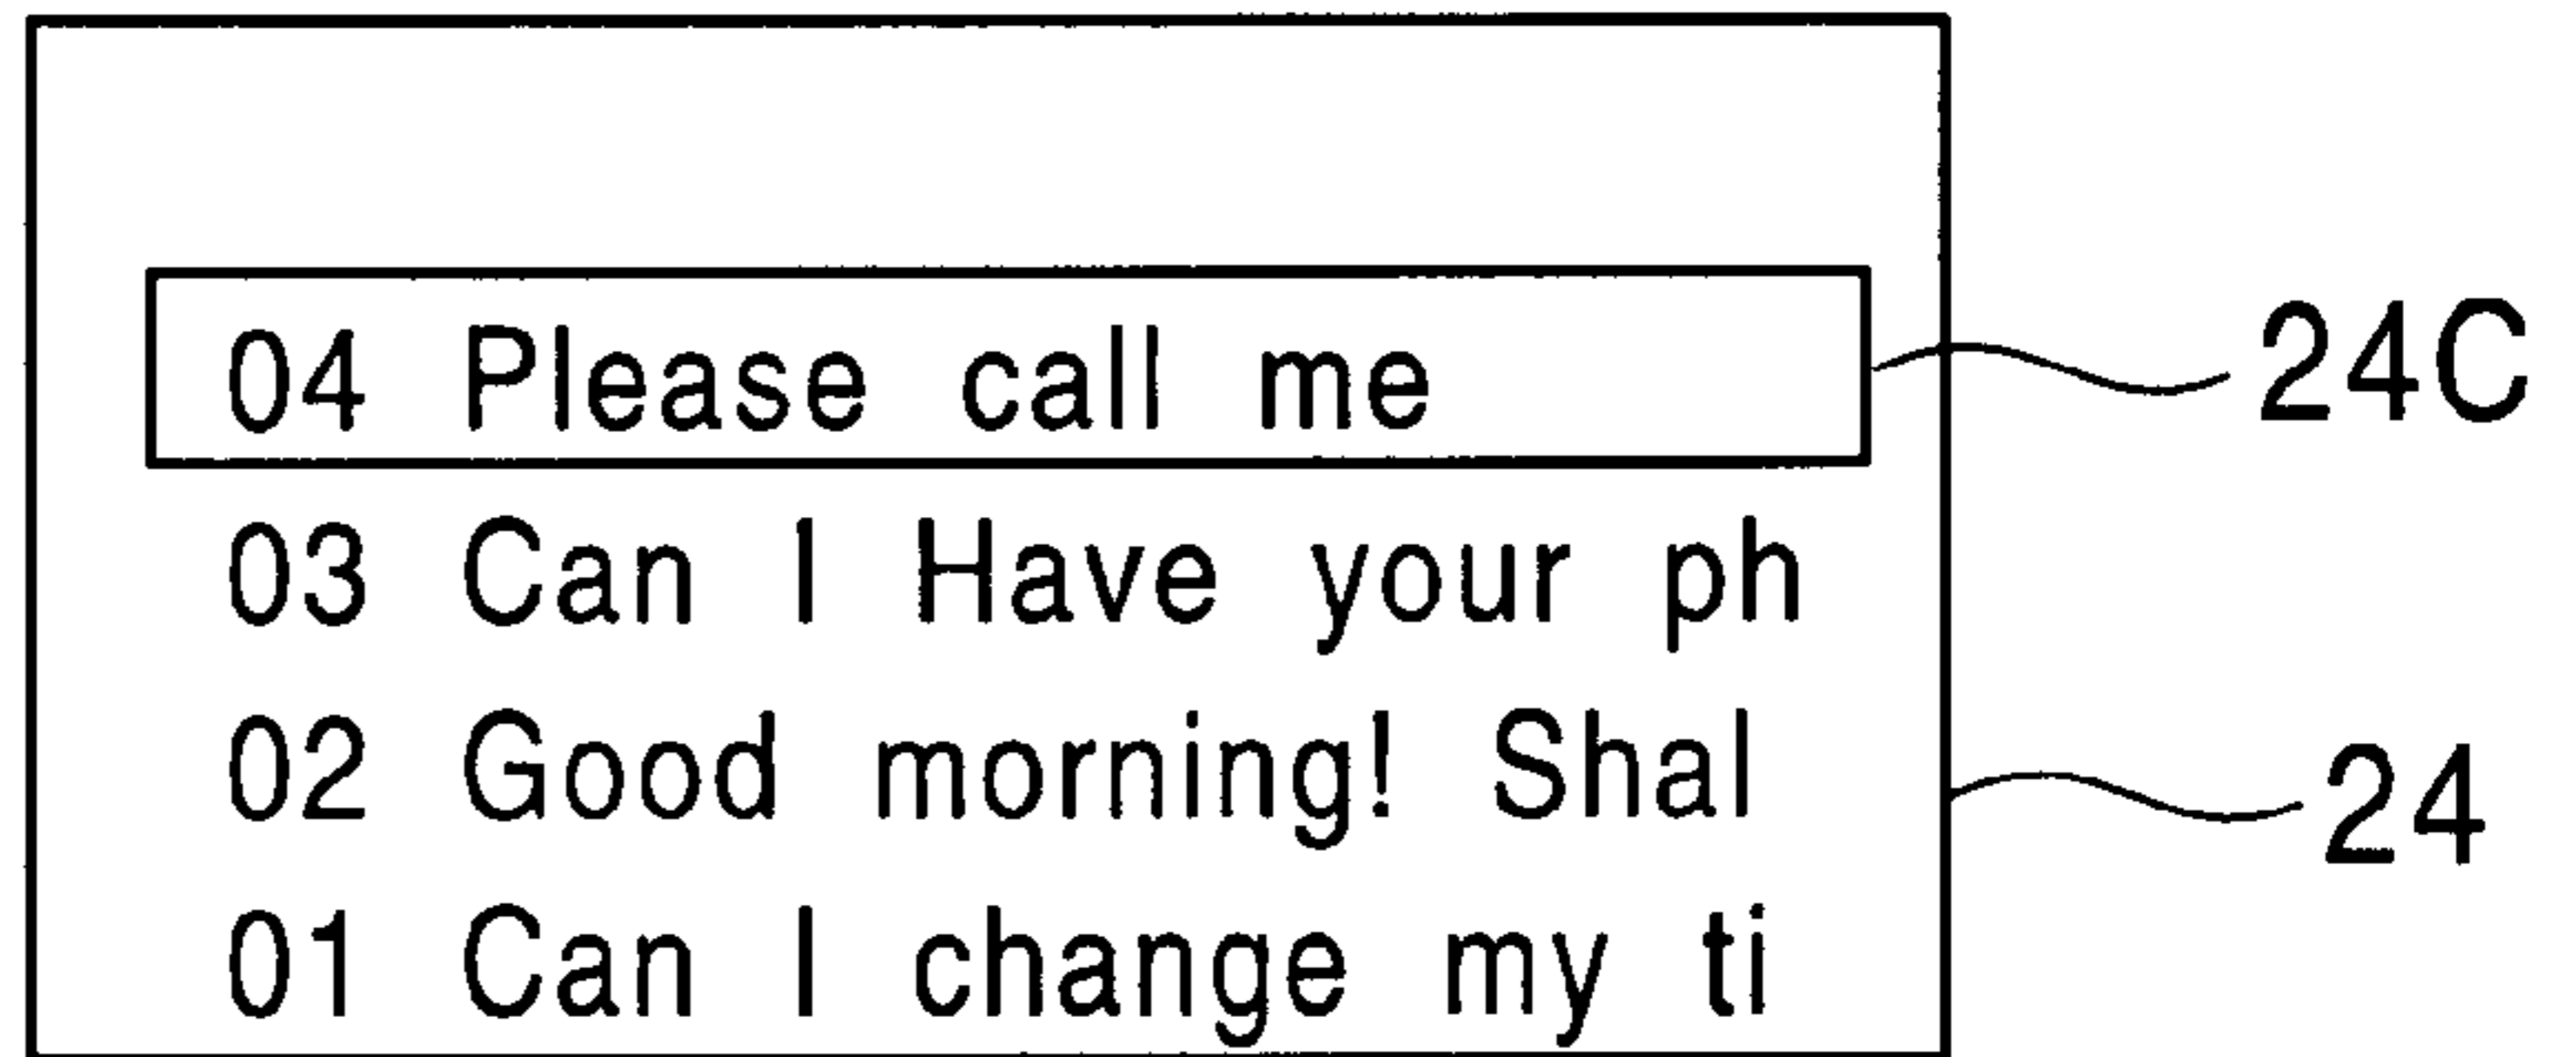 04 Please call me
24C
03 Can I Have your ph
02 Good morning! Shal
24
01 Can I change my ti